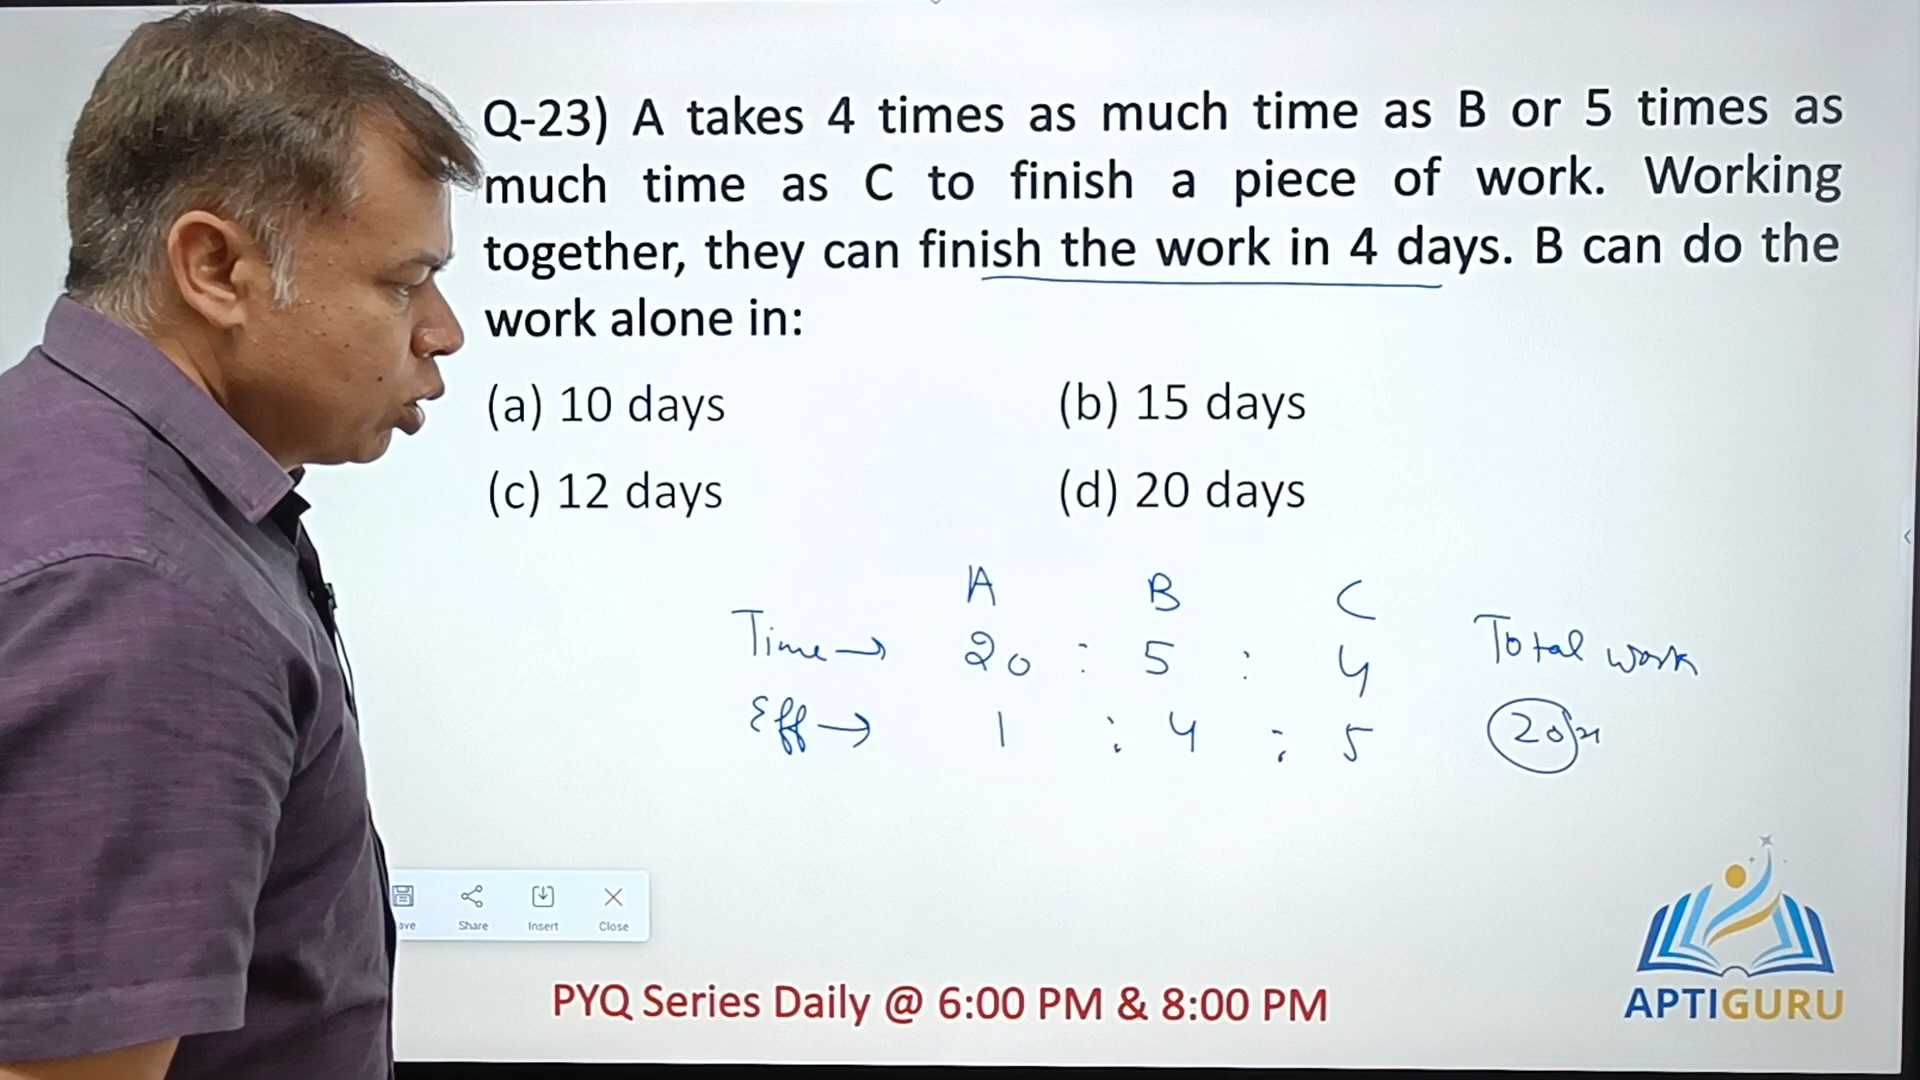 Q-23) A takes 4 times as much time as B or 5 times as
much time as C to finish a piece of work. Working
together, they can finish the work in 4 days. B can do the
work alone in:
(a) 10 days (b) 15 days
(c) 12 days (d) 20 days
A B C
Time → 20 : 5 : 4 Total work
Eff → 1 : 4 : 5 20x
ave Share Insert Close
PYQ Series Daily @ 6:00 PM & 8:00 PM
APTIGURU